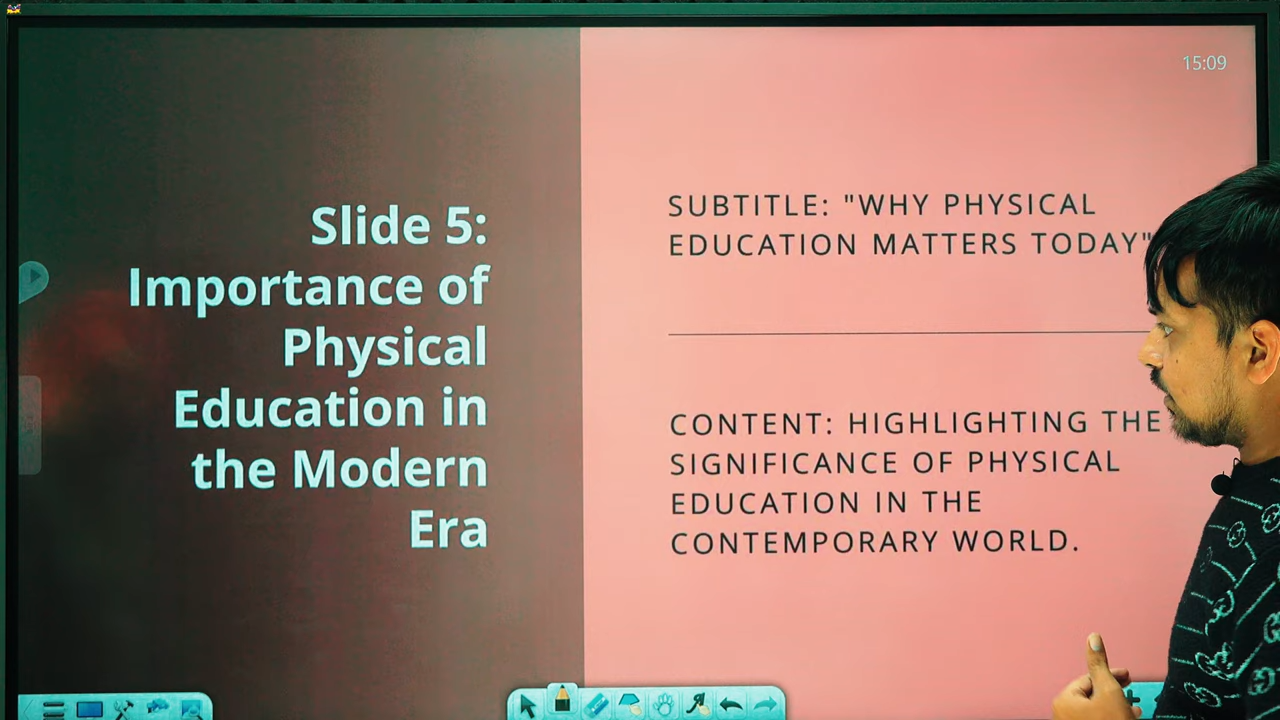 Slide 5:
Importance of
Physical
Education in
the Modern
Era
15:09
SUBTITLE: "WHY PHYSICAL
EDUCATION MATTERS TODAY"
CONTENT: HIGHLIGHTING THE
SIGNIFICANCE OF PHYSICAL
EDUCATION IN THE
CONTEMPORARY WORLD.